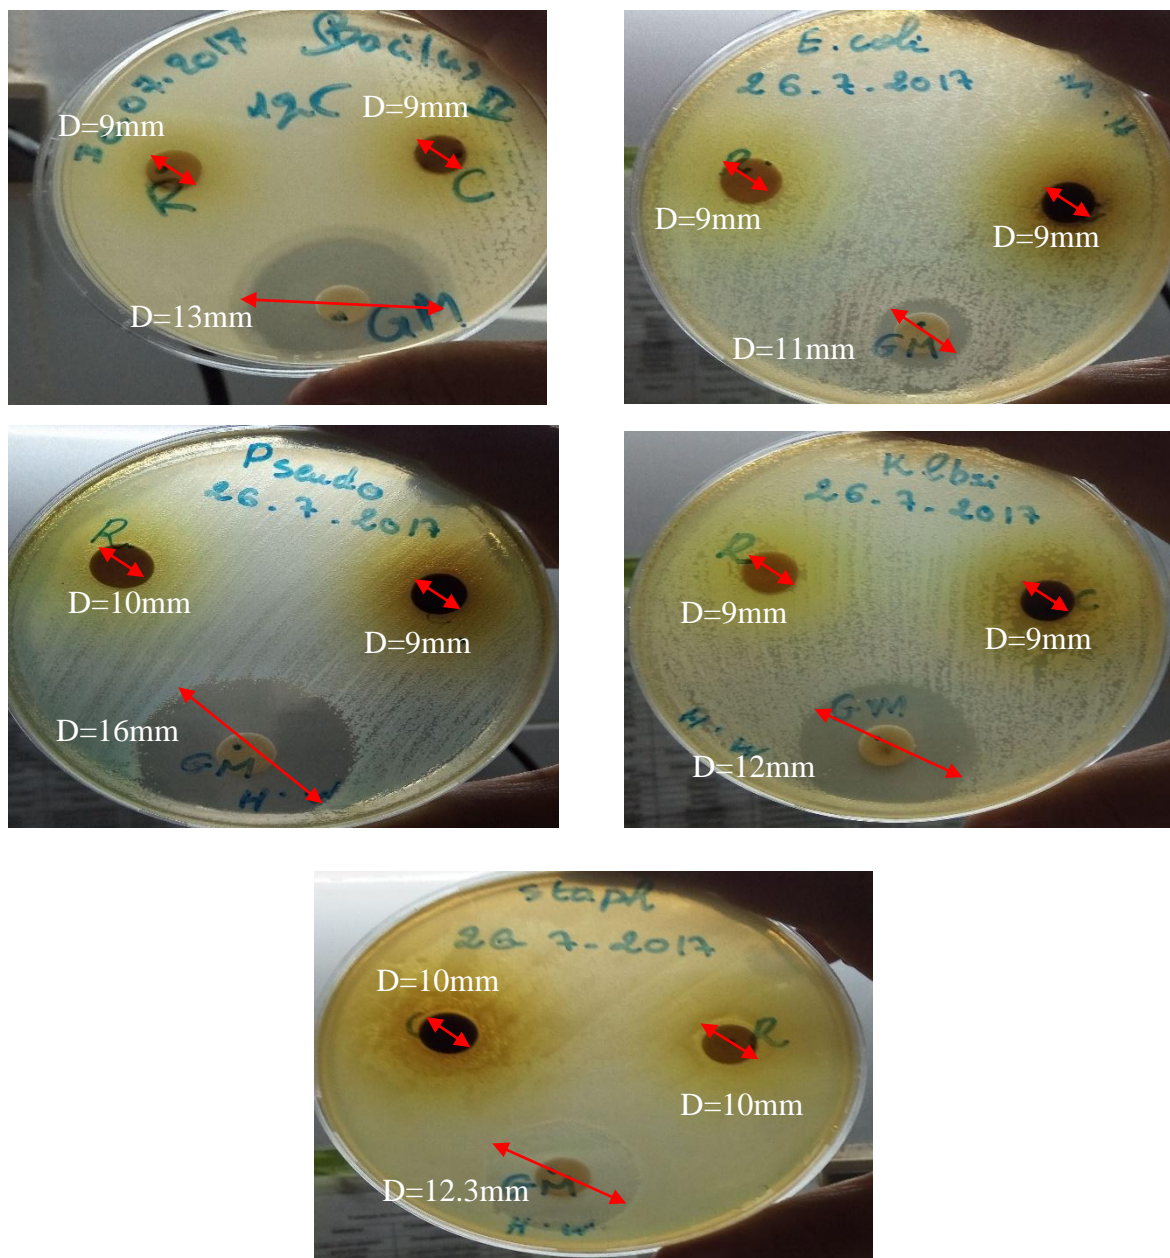 30.07.2017
Bacilus
D=9mm
D=9mm
R
C
D=13mm
GM
E.coli
26.7.2017
R
D=9mm
D=9mm
D=11mm
GM
Pseudo
26.7.2017
R
D=10mm
D=9mm
C
D=16mm
GM
H.W
Klbsi
26.7.2017
R
D=9mm
C
D=9mm
GM
H.W
D=12mm
staph
26 7-2017
D=10mm
C
R
D=10mm
GM
D=12.3mm
H.W